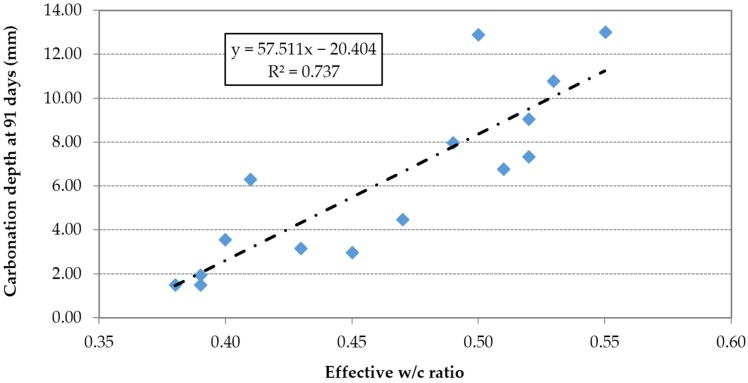 14.00
12.00
10.00
8.00
6.00
4.00
2.00
0.00
Carbonation depth at 91 days (mm)
y = 57.511x − 20.404
R² = 0.737
0.35 0.40 0.45 0.50 0.55 0.60
Effective w/c ratio